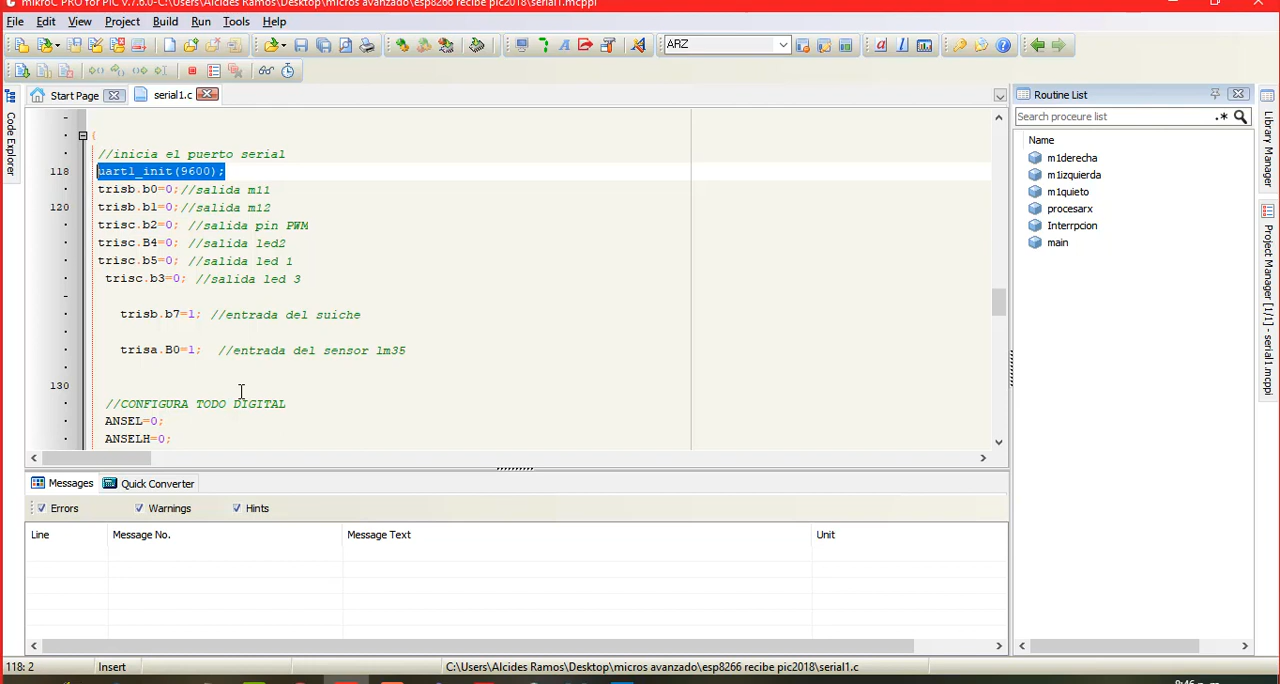 mikroC PRO for PIC v.7.6.0-C:\Users\Alcides Ramos\Desktop\micros avanzado\esp8266 recibe pic2018\serial1.mcppi
File Edit View Project Build Run Tools Help
ARZ
Start Page serial1.c
Code Explorer
{
//inicia el puerto serial
118 uart1_init(9600);
trisb.b0=0;//salida m11
120 trisb.b1=0;//salida m12
trisc.b2=0; //salida pin PWM
trisc.B4=0; //salida led2
trisc.b5=0; //salida led 1
trisc.b3=0; //salida led 3
trisb.b7=1; //entrada del suiche
trisa.B0=1; //entrada del sensor lm35
130
//CONFIGURA TODO DIGITAL
ANSEL=0;
ANSELH=0;
Routine List
Search proceure list
.*
Name
m1derecha
m1izquierda
m1quieto
procesarx
Interrpcion
main
Library Manager
Project Manager [1/1] - serial1.mcppi
Messages Quick Converter
Errors Warnings Hints
Line Message No. Message Text Unit
118: 2 Insert C:\Users\Alcides Ramos\Desktop\micros avanzado\esp8266 recibe pic2018\serial1.c